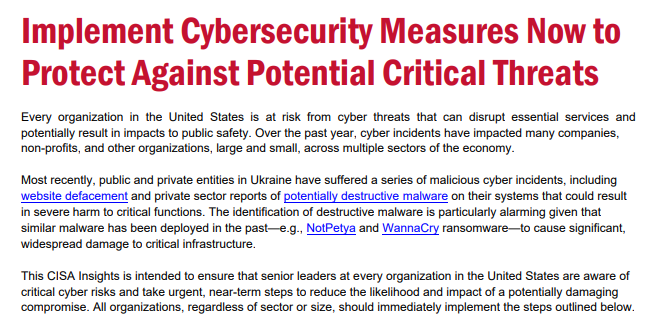 Implement Cybersecurity Measures Now to
Protect Against Potential Critical Threats
Every organization in the United States is at risk from cyber threats that can disrupt essential services and
potentially result in impacts to public safety. Over the past year, cyber incidents have impacted many companies,
non-profits, and other organizations, large and small, across multiple sectors of the economy.
Most recently, public and private entities in Ukraine have suffered a series of malicious cyber incidents, including
website defacement and private sector reports of potentially destructive malware on their systems that could result
in severe harm to critical functions. The identification of destructive malware is particularly alarming given that
similar malware has been deployed in the past—e.g., NotPetya and WannaCry ransomware—to cause significant,
widespread damage to critical infrastructure.
This CISA Insights is intended to ensure that senior leaders at every organization in the United States are aware of
critical cyber risks and take urgent, near-term steps to reduce the likelihood and impact of a potentially damaging
compromise. All organizations, regardless of sector or size, should immediately implement the steps outlined below.